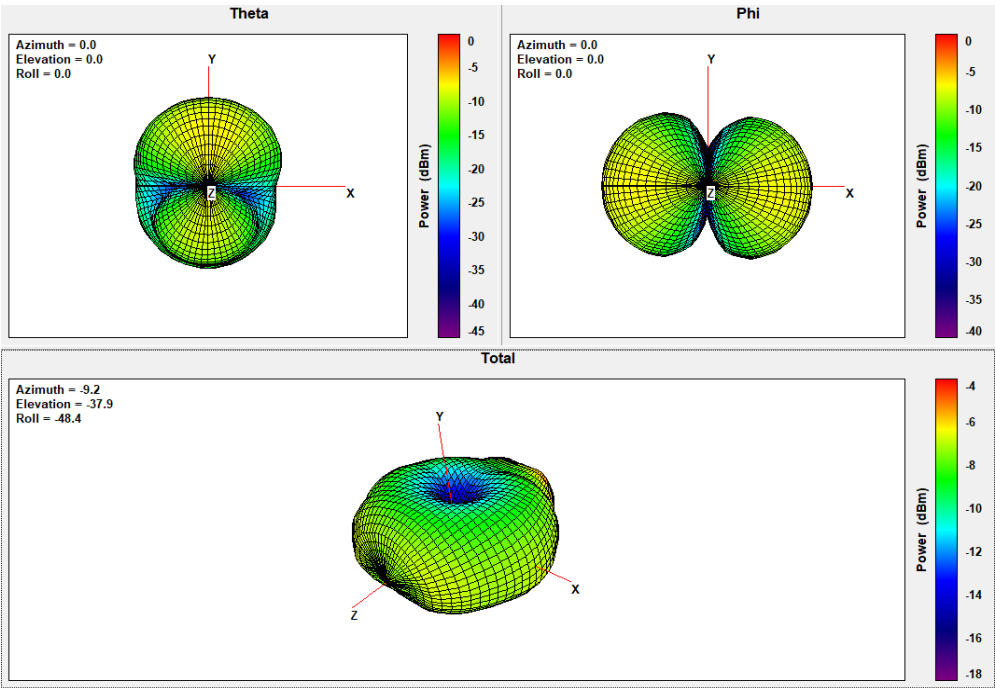 Theta
Azimuth = 0.0
Elevation = 0.0
Roll = 0.0
Y
X
Z
0
-5
-10
-15
-20
-25
-30
-35
-40
-45
Power (dBm)
Phi
Azimuth = 0.0
Elevation = 0.0
Roll = 0.0
Y
X
Z
0
-5
-10
-15
-20
-25
-30
-35
-40
Power (dBm)
Total
Azimuth = -9.2
Elevation = -37.9
Roll = -48.4
Y
X
Z
-4
-6
-8
-10
-12
-14
-16
-18
Power (dBm)